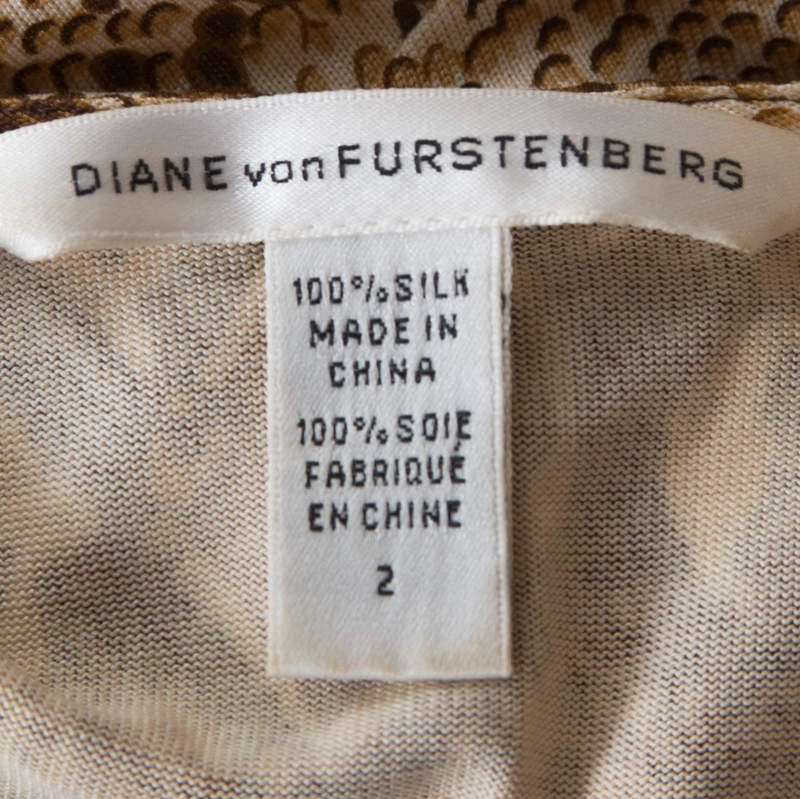 DIANE von FURSTENBERG
100% SILK
MADE IN
CHINA
100% SOIE
FABRIQUÉ
EN CHINE
2